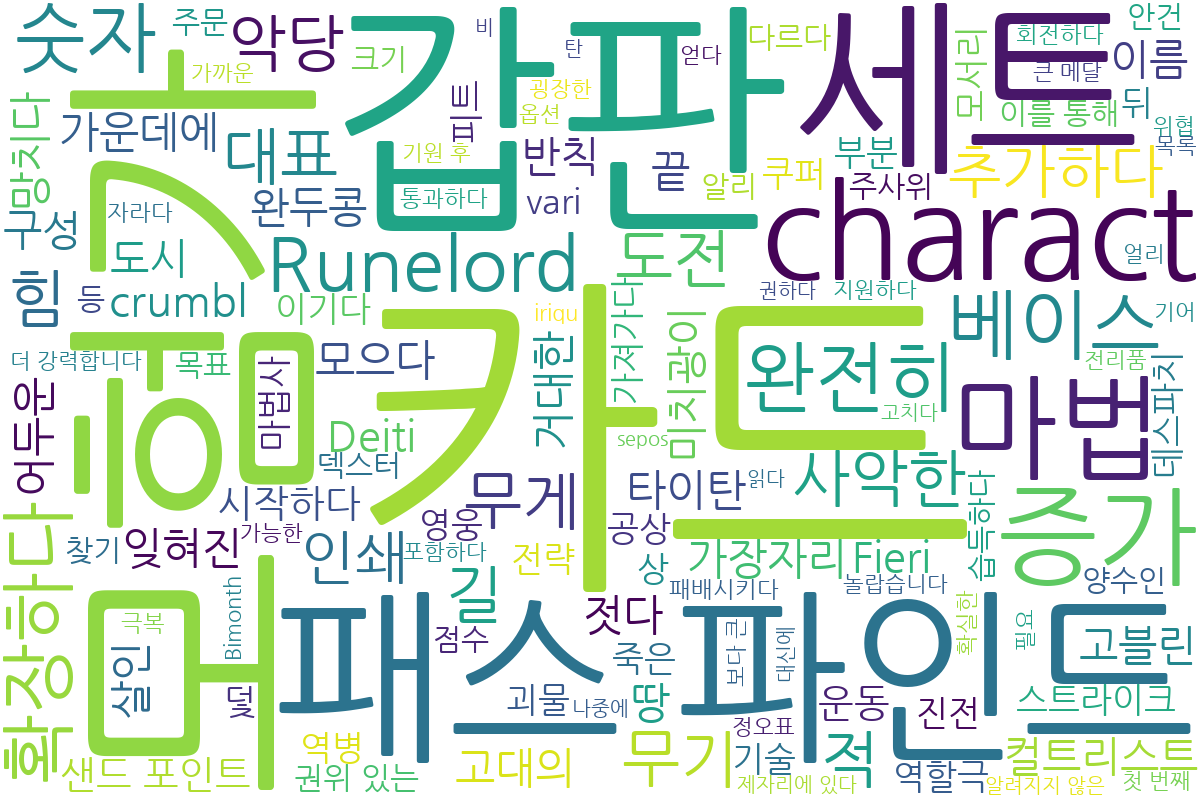 갑판
세트
숫자
주문
악당
크기
가까운
비
탄
얻다
다르다
굉장한
옵션
피트
모서리
회전하다
큰 메달
안건
이름
이를 통해
뒤
위협
목록
망치다
가운데에
대표
기원 후
반칙
끝
통과하다
알리
쿠퍼
부분
주사위
추가하다
vari
완두콩
구성
자라다
도시
Runelord
도전
charact
힘
등
crumbl
이기다
iriqu
가져가다
권하다
지원하다
얼리
베이스
기어
더 강력합니다
목표
마법사
모으다
거대한
미치광이
완전히
전리품
데스파치
어두운
모험가
카드
Deiti
덱스터
sepos
고치다
마법
시작하다
무게
타이탄
읽다
사악한
습득하다
증가
확장하다
찾기
잊혀진
가능한
인쇄
영웅
포함하다
전략
공상
상
가장자리
Fieri
놀랍습니다
양수인
길
젓다
패배시키다
확실한
필요
극복
Bimonth
패스파인더
점수
죽은
보다 큰
대신에
고블린
살인
덫
괴물
나중에
땅
정오표
운동
진전
스트라이크
역병
샌드 포인트
권위 있는
고대의
무기
기술
적
역할극
컬트리스트
제자리에 있다
알려지지 않은
첫 번째